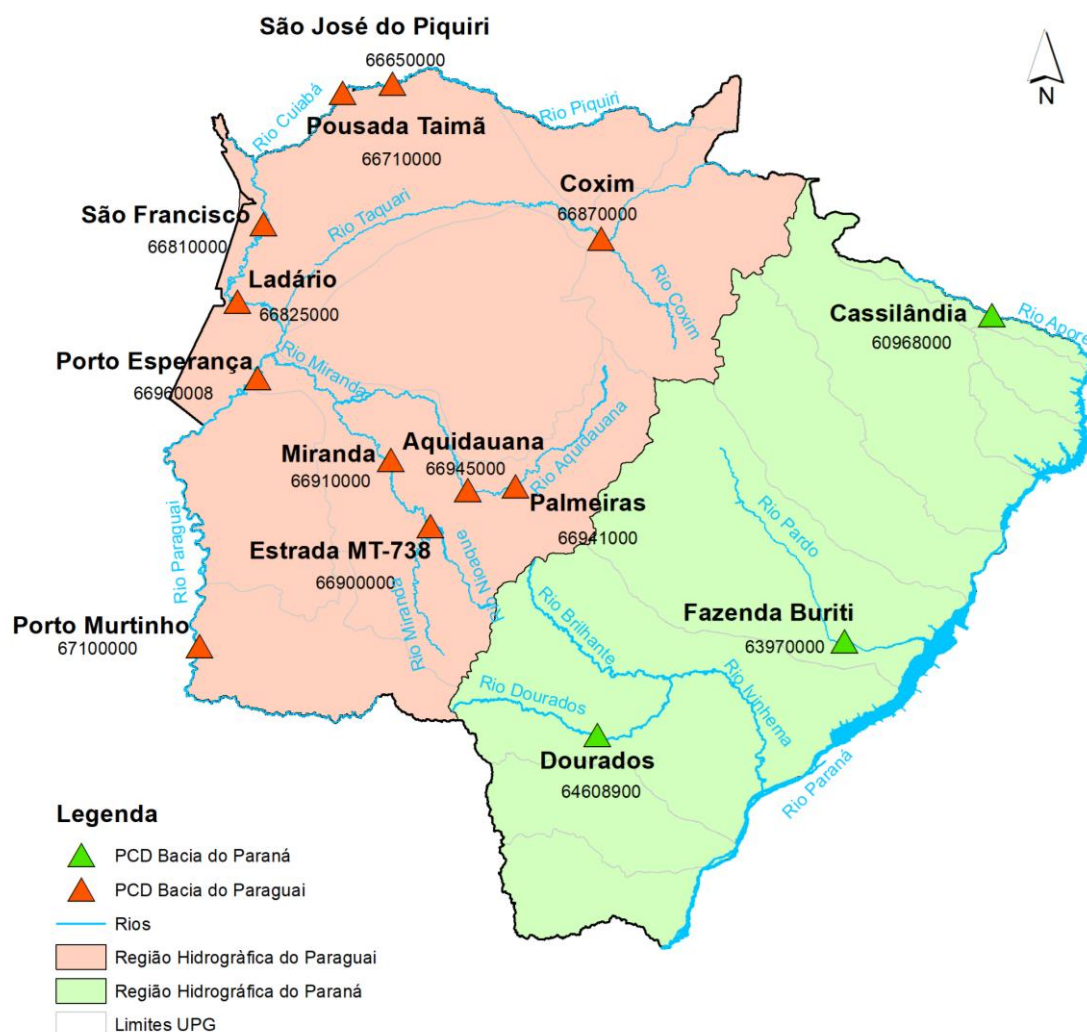 São José do Piquiri
66650000
N
Rio Cuiabá
Rio Piquiri
Pousada Taimã
66710000
Coxim
66870000
Rio Taquari
São Francisco
66810000
Rio Coxim
Ladário
66825000
Cassilândia
60968000
Rio Aporé
Rio Miranda
Porto Esperança
66960008
Aquidauana
66945000
Rio Aquidauana
Miranda
66910000
Palmeiras
66941000
Rio Pardo
Rio Paraguai
Estrada MT-738
66900000
Rio Nioaque
Rio Miranda
Rio Brilhante
Fazenda Buriti
63970000
Porto Murtinho
67100000
Rio Dourados
Rio Ivinhema
Dourados
64608900
Rio Paraná
Legenda
PCD Bacia do Paraná
PCD Bacia do Paraguai
Rios
Região Hidrogràfica do Paraguai
Região Hidrográfica do Paraná
Limites UPG